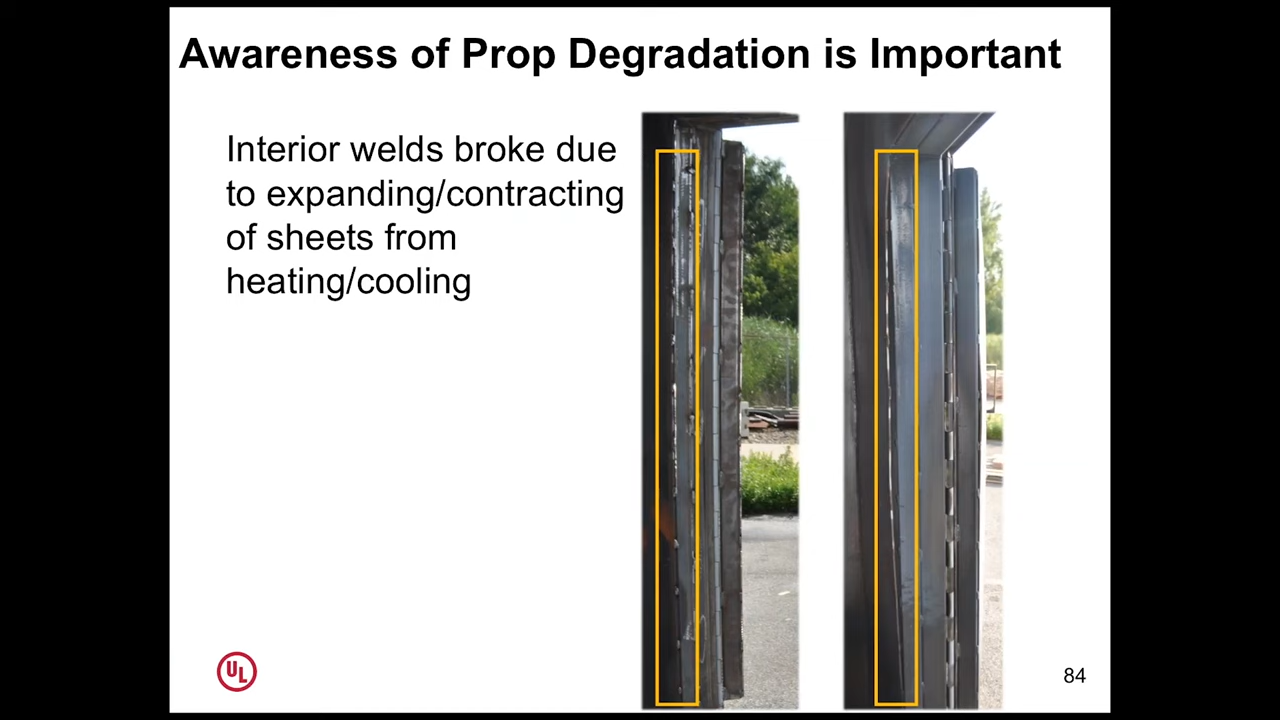 Awareness of Prop Degradation is Important
Interior welds broke due
to expanding/contracting
of sheets from
heating/cooling
UL
84